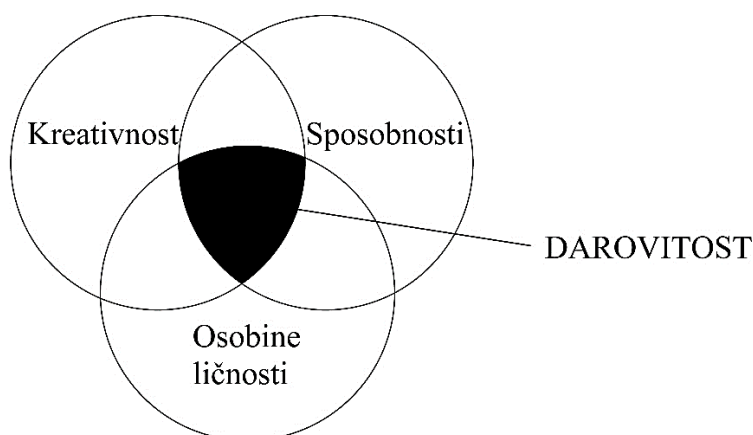 Kreativnost
Sposobnosti
DAROVITOST
Osobine
ličnosti